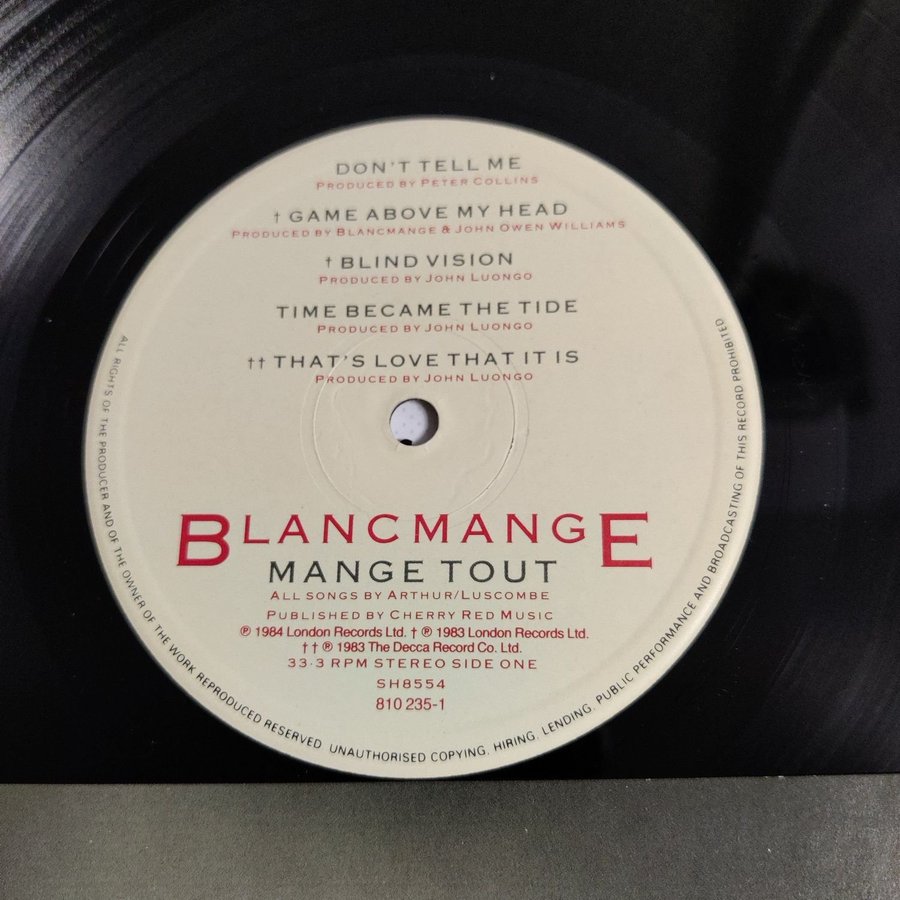 DON'T TELL ME
PRODUCED BY PETER COLLINS
† GAME ABOVE MY HEAD
PRODUCED BY BLANCMANGE & JOHN OWEN WILLIAMS
† BLIND VISION
PRODUCED BY JOHN LUONGO
TIME BECAME THE TIDE
PRODUCED BY JOHN LUONGO
†† THAT'S LOVE THAT IT IS
PRODUCED BY JOHN LUONGO
BLANCMANGE
MANGE TOUT
ALL SONGS BY ARTHUR/LUSCOMBE
PUBLISHED BY CHERRY RED MUSIC
℗ 1984 London Records Ltd. † ℗ 1983 London Records Ltd.
†† ℗ 1983 The Decca Record Co. Ltd.
33·3 RPM STEREO SIDE ONE
SH8554
810 235-1
ALL RIGHTS OF THE PRODUCER AND OF THE OWNER OF THE WORK REPRODUCED RESERVED UNAUTHORISED COPYING, HIRING, LENDING, PUBLIC PERFORMANCE AND BROADCASTING OF THIS RECORD PROHIBITED